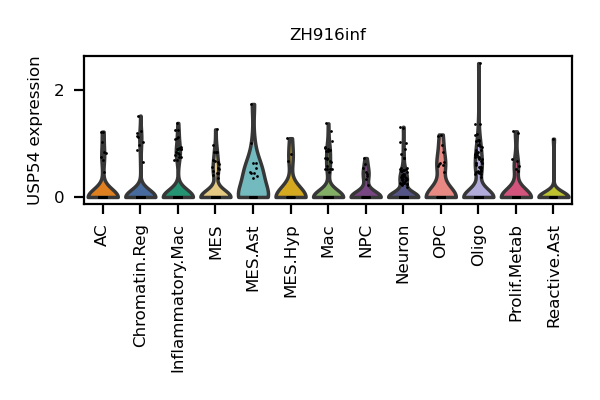 ZH916inf
USP54 expression
2
0
AC
Chromatin.Reg
Inflammatory.Mac
MES
MES.Ast
MES.Hyp
Mac
NPC
Neuron
OPC
Oligo
Prolif.Metab
Reactive.Ast